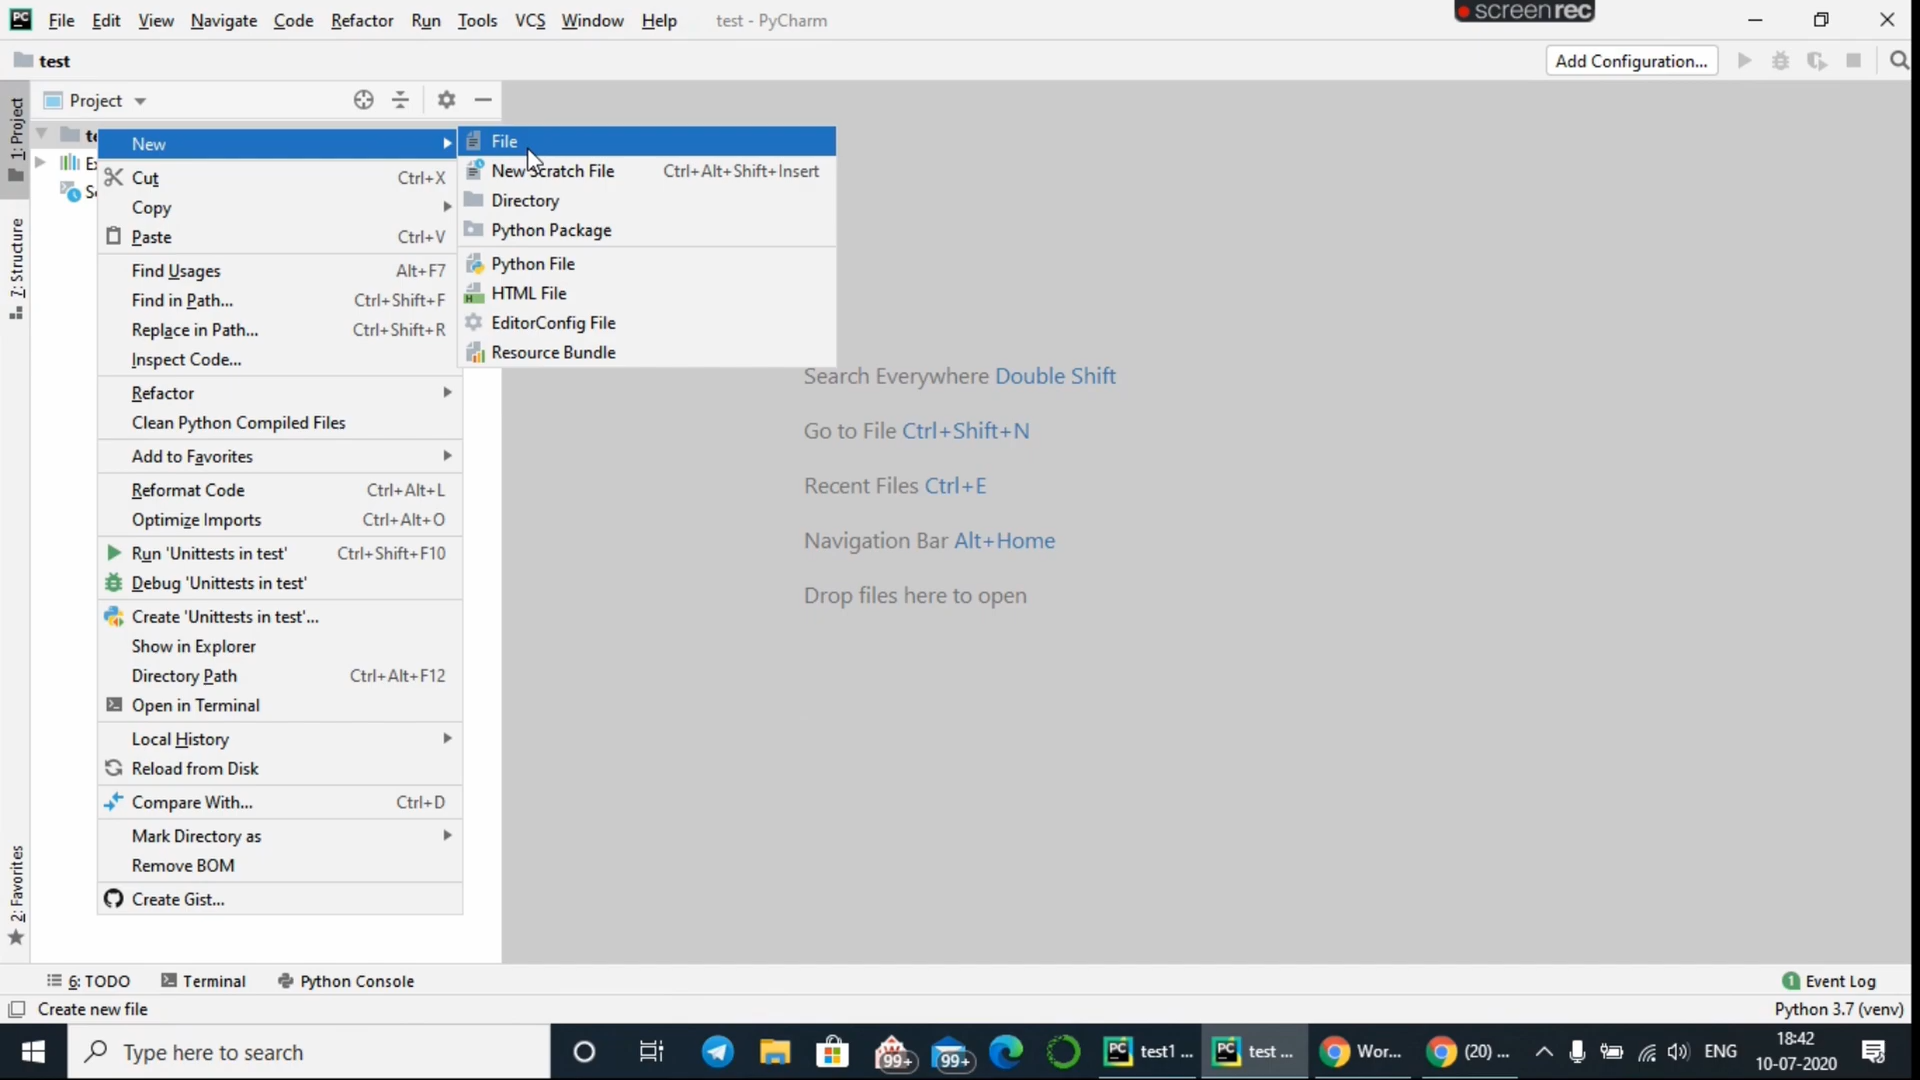 PC File Edit View Navigate Code Refactor Run Tools VCS Window Help test - PyCharm
screenrec
test Add Configuration...
1: Project
7: Structure
2: Favorites
Project
New
Cut Ctrl+X
Copy
Paste Ctrl+V
Find Usages Alt+F7
Find in Path... Ctrl+Shift+F
Replace in Path... Ctrl+Shift+R
Inspect Code...
Refactor
Clean Python Compiled Files
Add to Favorites
Reformat Code Ctrl+Alt+L
Optimize Imports Ctrl+Alt+O
Run 'Unittests in test' Ctrl+Shift+F10
Debug 'Unittests in test'
Create 'Unittests in test'...
Show in Explorer
Directory Path Ctrl+Alt+F12
Open in Terminal
Local History
Reload from Disk
Compare With... Ctrl+D
Mark Directory as
Remove BOM
Create Gist...
File
New Scratch File Ctrl+Alt+Shift+Insert
Directory
Python Package
Python File
HTML File
EditorConfig File
Resource Bundle
Search Everywhere Double Shift
Go to File Ctrl+Shift+N
Recent Files Ctrl+E
Navigation Bar Alt+Home
Drop files here to open
6: TODO Terminal Python Console 1 Event Log
Create new file Python 3.7 (venv)
Type here to search 99+ 99+ PC test1 ... PC test ... Wor... (20) ... ENG 18:42
10-07-2020